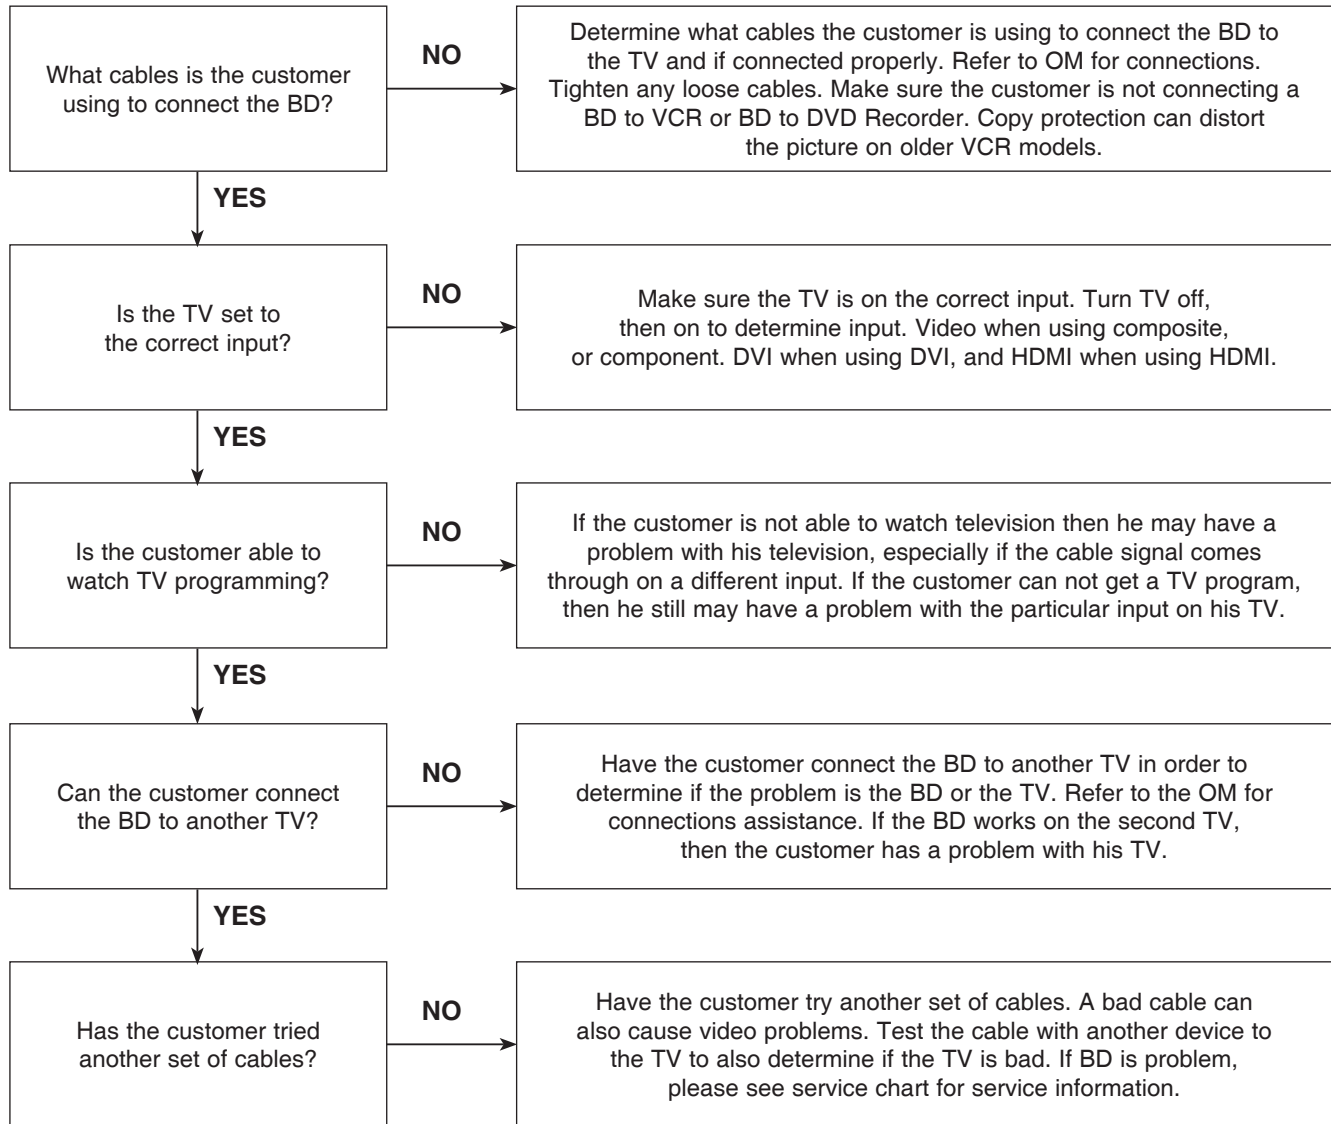 What cables is the customer
using to connect the BD?
NO
Determine what cables the customer is using to connect the BD to
the TV and if connected properly. Refer to OM for connections.
Tighten any loose cables. Make sure the customer is not connecting a
BD to VCR or BD to DVD Recorder. Copy protection can distort
the picture on older VCR models.
YES
Is the TV set to
the correct input?
NO
Make sure the TV is on the correct input. Turn TV off,
then on to determine input. Video when using composite,
or component. DVI when using DVI, and HDMI when using HDMI.
YES
Is the customer able to
watch TV programming?
NO
If the customer is not able to watch television then he may have a
problem with his television, especially if the cable signal comes
through on a different input. If the customer can not get a TV program,
then he still may have a problem with the particular input on his TV.
YES
Can the customer connect
the BD to another TV?
NO
Have the customer connect the BD to another TV in order to
determine if the problem is the BD or the TV. Refer to the OM for
connections assistance. If the BD works on the second TV,
then the customer has a problem with his TV.
YES
Has the customer tried
another set of cables?
NO
Have the customer try another set of cables. A bad cable can
also cause video problems. Test the cable with another device to
the TV to also determine if the TV is bad. If BD is problem,
please see service chart for service information.